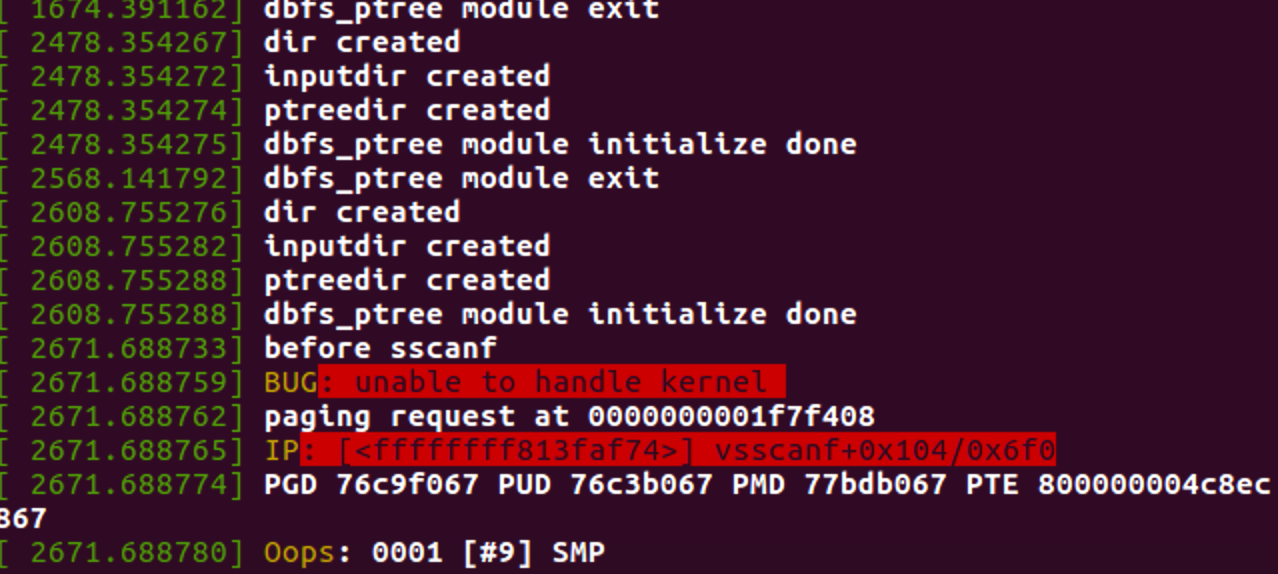 [ 1674.391162] dbfs_ptree module exit
[ 2478.354267] dir created
[ 2478.354272] inputdir created
[ 2478.354274] ptreedir created
[ 2478.354275] dbfs_ptree module initialize done
[ 2568.141792] dbfs_ptree module exit
[ 2608.755276] dir created
[ 2608.755282] inputdir created
[ 2608.755288] ptreedir created
[ 2608.755288] dbfs_ptree module initialize done
[ 2671.688733] before sscanf
[ 2671.688759] BUG: unable to handle kernel
[ 2671.688762] paging request at 0000000001f7f408
[ 2671.688765] IP: [<ffffffff813faf74>] vsscanf+0x104/0x6f0
[ 2671.688774] PGD 76c9f067 PUD 76c3b067 PMD 77bdb067 PTE 800000004c8ec
867
[ 2671.688780] Oops: 0001 [#9] SMP